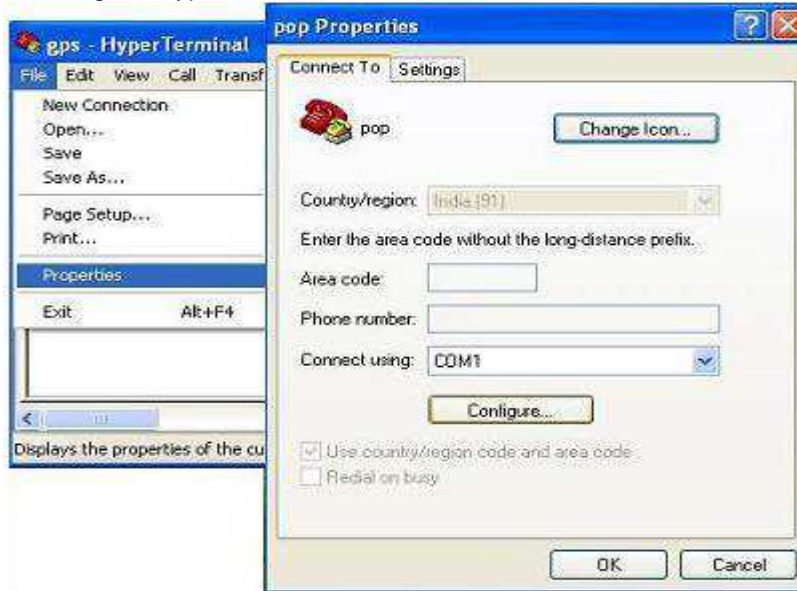 gps - HyperTerminal
File Edit View Call Transf
New Connection
Open...
Save
Save As...
Page Setup...
Print...
Properties
Exit Alt+F4
Displays the properties of the cu
pop Properties
Connect To Settings
pop
Change Icon...
Country/region: India (91)
Enter the area code without the long-distance prefix.
Area code:
Phone number:
Connect using: COM1
Configure...
Use country/region code and area code
Redial on busy
OK Cancel